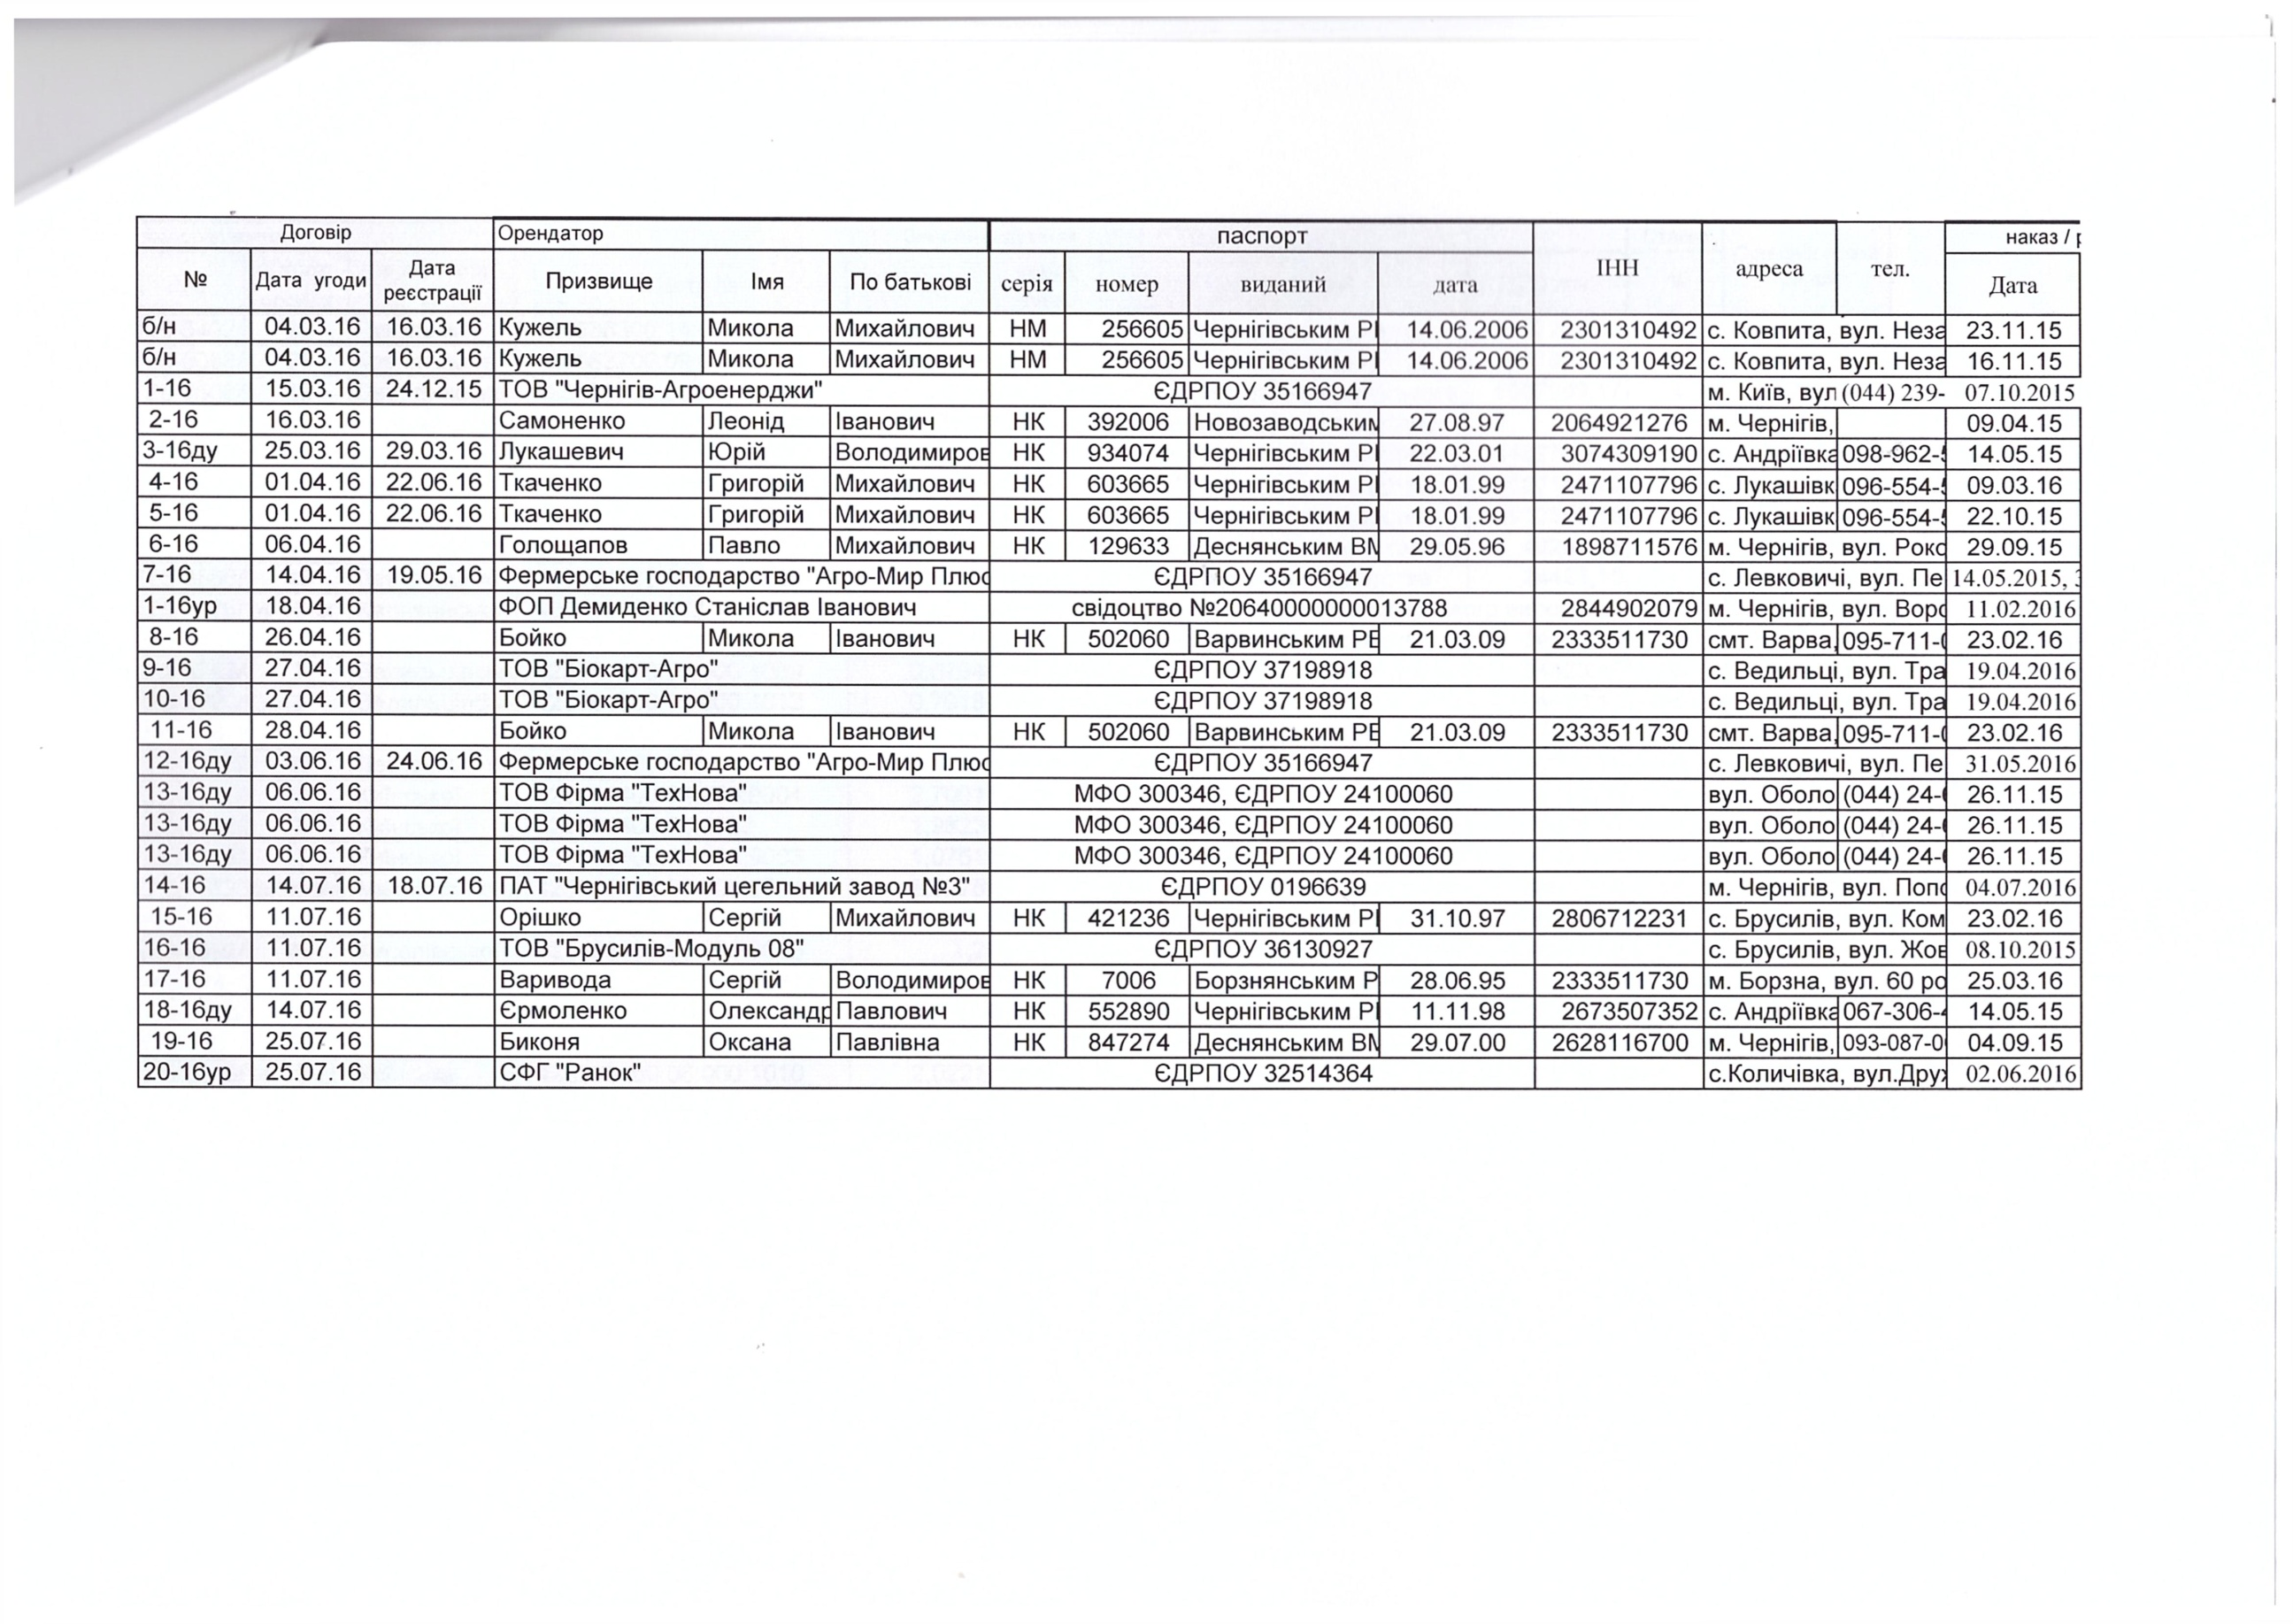 Договір Орендатор паспорт ІНН адреса тел. наказ /
№ Дата угоди Дата реєстрації Призвище Імя По батькові серія номер виданий дата Дата
б/н 04.03.16 16.03.16 Кужель Микола Михайлович НМ 256605 Чернігівським 14.06.2006 2301310492 с. Ковпита, вул. Неза 23.11.15
б/н 04.03.16 16.03.16 Кужель Микола Михайлович НМ 256605 Чернігівським 14.06.2006 2301310492 с. Ковпита, вул. Неза 16.11.15
1-16 15.03.16 24.12.15 ТОВ "Чернігів-Агроенерджи" ЄДРПОУ 35166947 м. Київ, вул (044) 239- 07.10.2015
2-16 16.03.16 Самоненко Леонід Іванович НК 392006 Новозаводським 27.08.97 2064921276 м. Чернігів, 09.04.15
3-16ду 25.03.16 29.03.16 Лукашевич Юрій Володимиров НК 934074 Чернігівським 22.03.01 3074309190 с. Андріївка 098-962- 14.05.15
4-16 01.04.16 22.06.16 Ткаченко Григорій Михайлович НК 603665 Чернігівським 18.01.99 2471107796 с. Лукашівк 096-554- 09.03.16
5-16 01.04.16 22.06.16 Ткаченко Григорій Михайлович НК 603665 Чернігівським 18.01.99 2471107796 с. Лукашівк 096-554- 22.10.15
6-16 06.04.16 Голощапов Павло Михайлович НК 129633 Деснянським ВМ 29.05.96 1898711576 м. Чернігів, вул. Роко 29.09.15
7-16 14.04.16 19.05.16 Фермерське господарство "Агро-Мир Плюс ЄДРПОУ 35166947 с. Левковичі, вул. Пе 14.05.2015,
1-16ур 18.04.16 ФОП Демиденко Станіслав Іванович свідоцтво №20640000000013788 2844902079 м. Чернігів, вул. Воро 11.02.2016
8-16 26.04.16 Бойко Микола Іванович НК 502060 Варвинським РВ 21.03.09 2333511730 смт. Варва, 095-711- 23.02.16
9-16 27.04.16 ТОВ "Біокарт-Агро" ЄДРПОУ 37198918 с. Ведильці, вул. Тра 19.04.2016
10-16 27.04.16 ТОВ "Біокарт-Агро" ЄДРПОУ 37198918 с. Ведильці, вул. Тра 19.04.2016
11-16 28.04.16 Бойко Микола Іванович НК 502060 Варвинським РВ 21.03.09 2333511730 смт. Варва, 095-711- 23.02.16
12-16ду 03.06.16 24.06.16 Фермерське господарство "Агро-Мир Плюс ЄДРПОУ 35166947 с. Левковичі, вул. Пе 31.05.2016
13-16ду 06.06.16 ТОВ Фірма "ТехНова" МФО 300346, ЄДРПОУ 24100060 вул. Оболо (044) 24- 26.11.15
13-16ду 06.06.16 ТОВ Фірма "ТехНова" МФО 300346, ЄДРПОУ 24100060 вул. Оболо (044) 24- 26.11.15
13-16ду 06.06.16 ТОВ Фірма "ТехНова" МФО 300346, ЄДРПОУ 24100060 вул. Оболо (044) 24- 26.11.15
14-16 14.07.16 18.07.16 ПАТ "Чернігівський цегельний завод №3" ЄДРПОУ 0196639 м. Чернігів, вул. Попо 04.07.2016
15-16 11.07.16 Орішко Сергій Михайлович НК 421236 Чернігівським 31.10.97 2806712231 с. Брусилів, вул. Ком 23.02.16
16-16 11.07.16 ТОВ "Брусилів-Модуль 08" ЄДРПОУ 36130927 с. Брусилів, вул. Жов 08.10.2015
17-16 11.07.16 Варивода Сергій Володимиров НК 7006 Борзнянським Р 28.06.95 2333511730 м. Борзна, вул. 60 ро 25.03.16
18-16ду 14.07.16 Єрмоленко Олександр Павлович НК 552890 Чернігівським 11.11.98 2673507352 с. Андріївка 067-306- 14.05.15
19-16 25.07.16 Биконя Оксана Павлівна НК 847274 Деснянським ВМ 29.07.00 2628116700 м. Чернігів, 093-087-0 04.09.15
20-16ур 25.07.16 СФГ "Ранок" ЄДРПОУ 32514364 с.Количівка, вул.Друж 02.06.2016